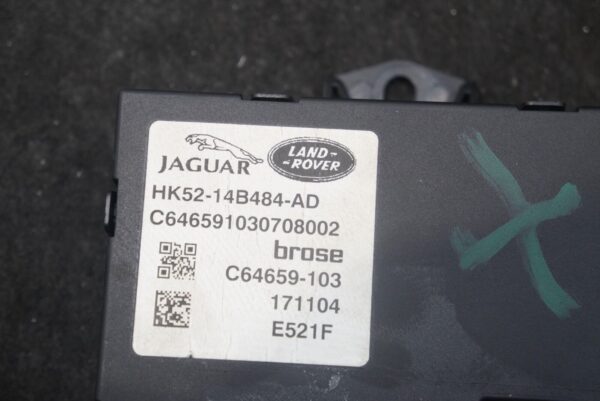 JAGUAR
LAND-
-ROVER
HK52-14B484-AD
C646591030708002
brose
C64659-103
171104
E521F
X